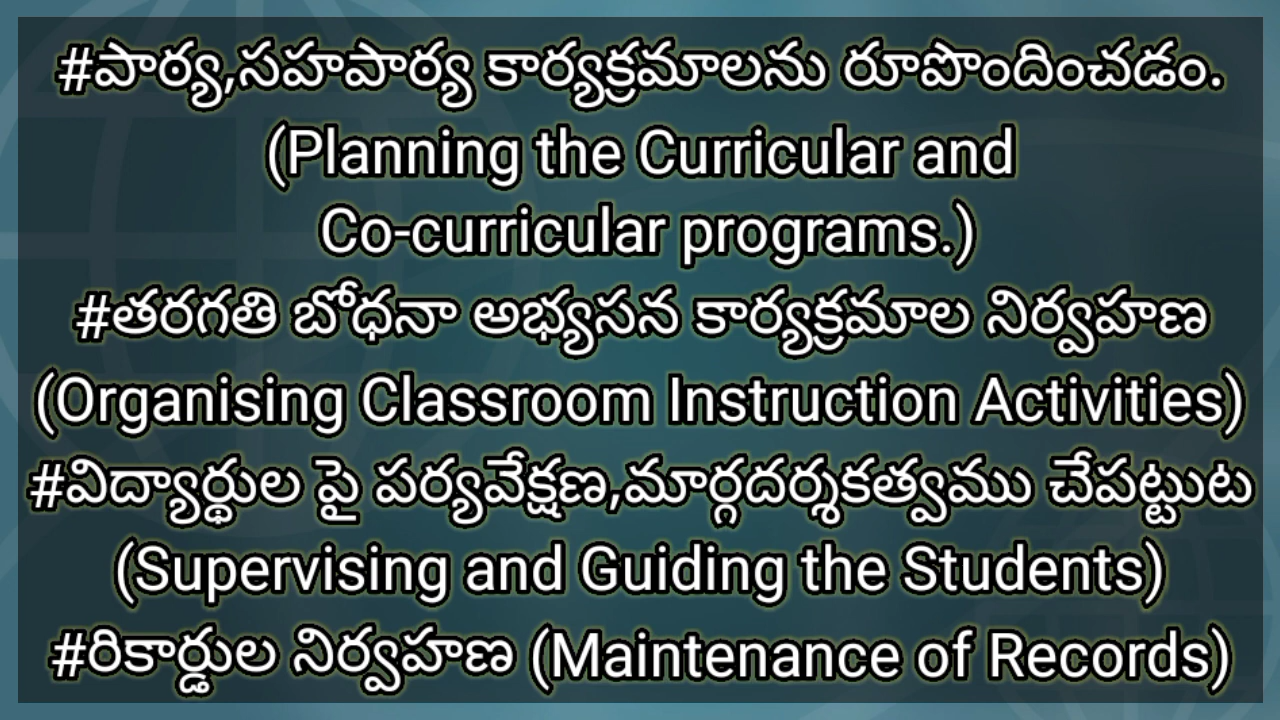 #పాఠ్య,సహపాఠ్య కార్యక్రమాలను రూపొందించడం.
(Planning the Curricular and
Co-curricular programs.)
#తరగతి బోధనా అభ్యసన కార్యక్రమాల నిర్వహణ
(Organising Classroom Instruction Activities)
#విద్యార్థుల పై పర్యవేక్షణ,మార్గదర్శకత్వము చేపట్టుట
(Supervising and Guiding the Students)
#రికార్డుల నిర్వహణ (Maintenance of Records)